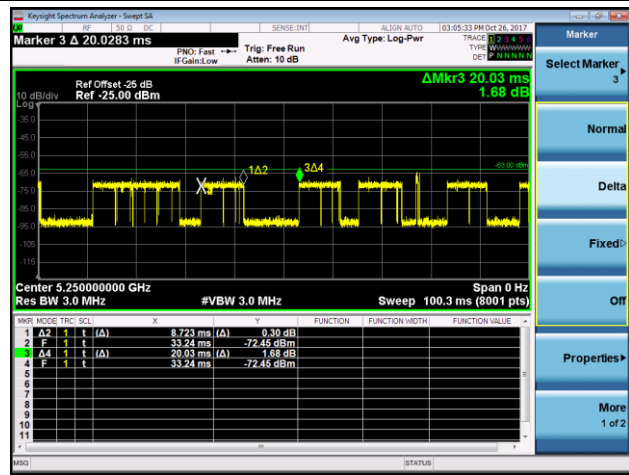 Keysight Spectrum Analyzer - Swept SA
RF 50 Ω DC SENSE:INT ALIGN AUTO 03:05:33 PM Oct 26, 2017
Marker 3 Δ 20.0283 ms
PNO: Fast
IFGain:Low
Trig: Free Run
Atten: 10 dB
Avg Type: Log-Pwr
TRACE 1 2 3 4 5 6
TYPE WWWWWW
DET P N N N N N
Ref Offset -25 dB
10 dB/div Ref -25.00 dBm
Log
ΔMkr3 20.03 ms
1.68 dB
-35.0
-45.0
-55.0
-65.0
-75.0
-85.0
-95.0
-105
-115
1Δ2
3Δ4
-63.00 dBm
Center 5.250000000 GHz Span 0 Hz
Res BW 3.0 MHz #VBW 3.0 MHz Sweep 100.3 ms (8001 pts)
MKR MODE TRC SCL X Y FUNCTION FUNCTION WIDTH FUNCTION VALUE
1 Δ2 1 t (Δ) 8.723 ms (Δ) 0.30 dB
2 F 1 t 33.24 ms -72.45 dBm
3 Δ4 1 t (Δ) 20.03 ms (Δ) 1.68 dB
4 F 1 t 33.24 ms -72.45 dBm
5
6
7
8
9
10
11
MSG STATUS
Marker
Select Marker
3
Normal
Delta
Fixed
Off
Properties
More
1 of 2